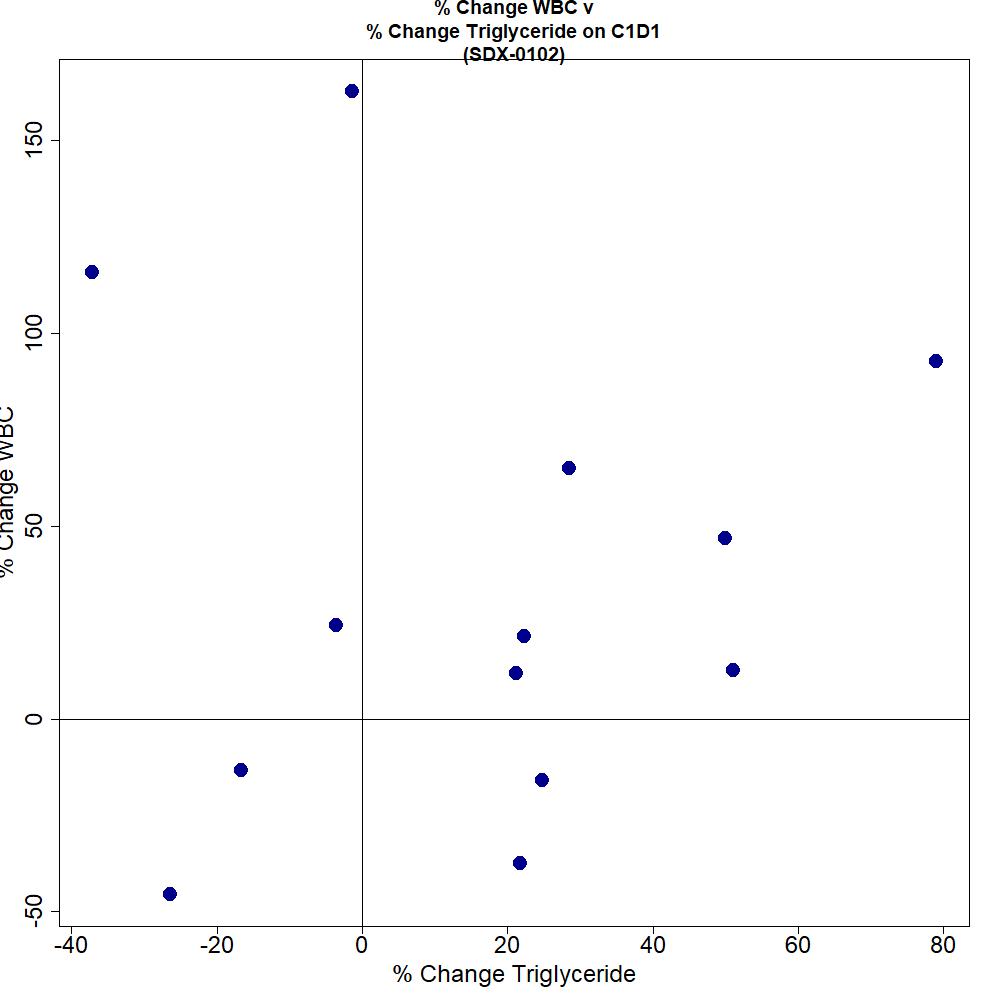 % Change WBC v
% Change Triglyceride on C1D1
(SDX-0102)
% Change WBC
150
100
50
0
-50
-40
-20
0
20
40
60
80
% Change Triglyceride